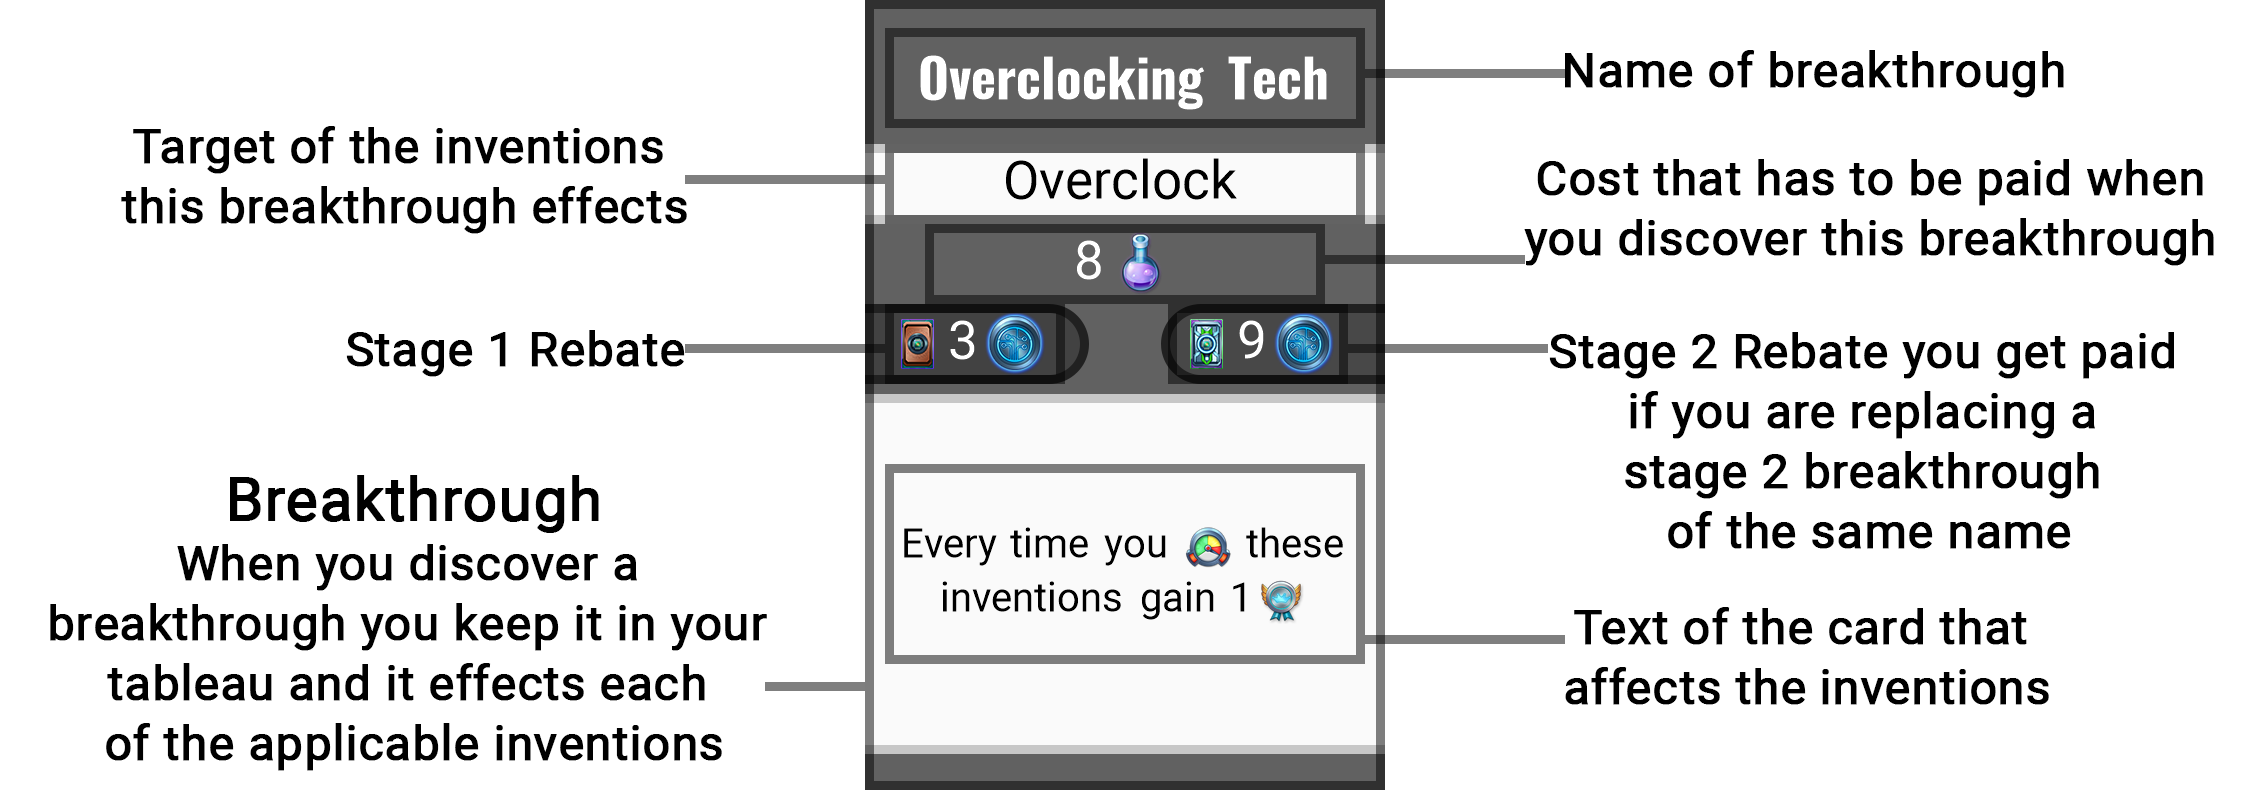 Overclocking Tech
Name of breakthrough
Target of the inventions
this breakthrough effects
Overclock
Cost that has to be paid when
you discover this breakthrough
8
Stage 1 Rebate
3
9
Stage 2 Rebate you get paid
if you are replacing a
stage 2 breakthrough
of the same name
Breakthrough
When you discover a
breakthrough you keep it in your
tableau and it effects each
of the applicable inventions
Every time you these
inventions gain 1
Text of the card that
affects the inventions